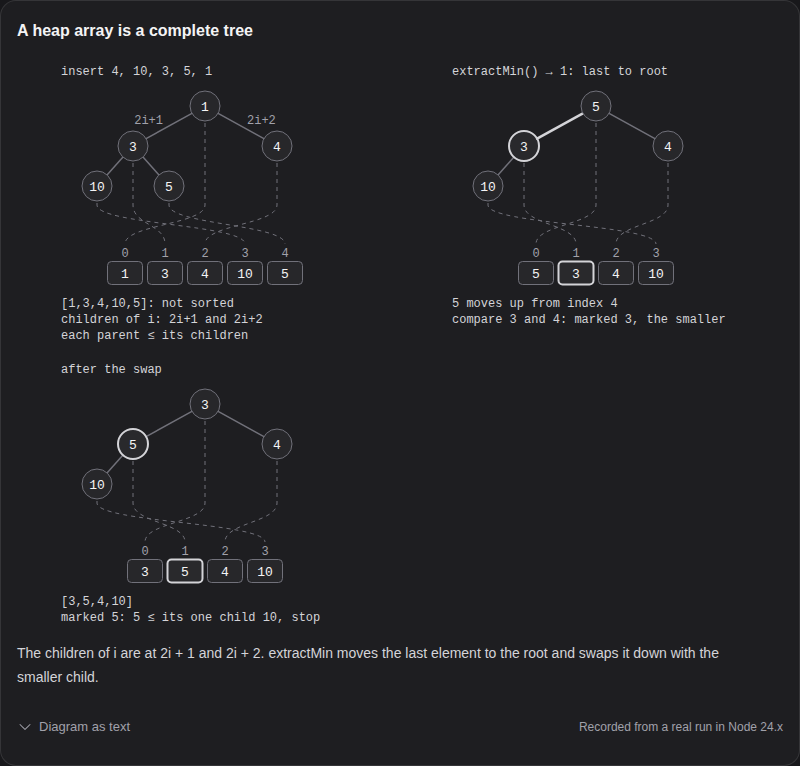 A heap array is a complete tree
insert 4, 10, 3, 5, 1
1
2i+1
2i+2
3
4
10
5
0 1 2 3 4
1 3 4 10 5
[1,3,4,10,5]: not sorted
children of i: 2i+1 and 2i+2
each parent ≤ its children
extractMin() → 1: last to root
5
3
4
10
0 1 2 3
5 3 4 10
5 moves up from index 4
compare 3 and 4: marked 3, the smaller
after the swap
3
5
4
10
0 1 2 3
3 5 4 10
[3,5,4,10]
marked 5: 5 ≤ its one child 10, stop
The children of i are at 2i + 1 and 2i + 2. extractMin moves the last element to the root and swaps it down with the
smaller child.
Diagram as text
Recorded from a real run in Node 24.x